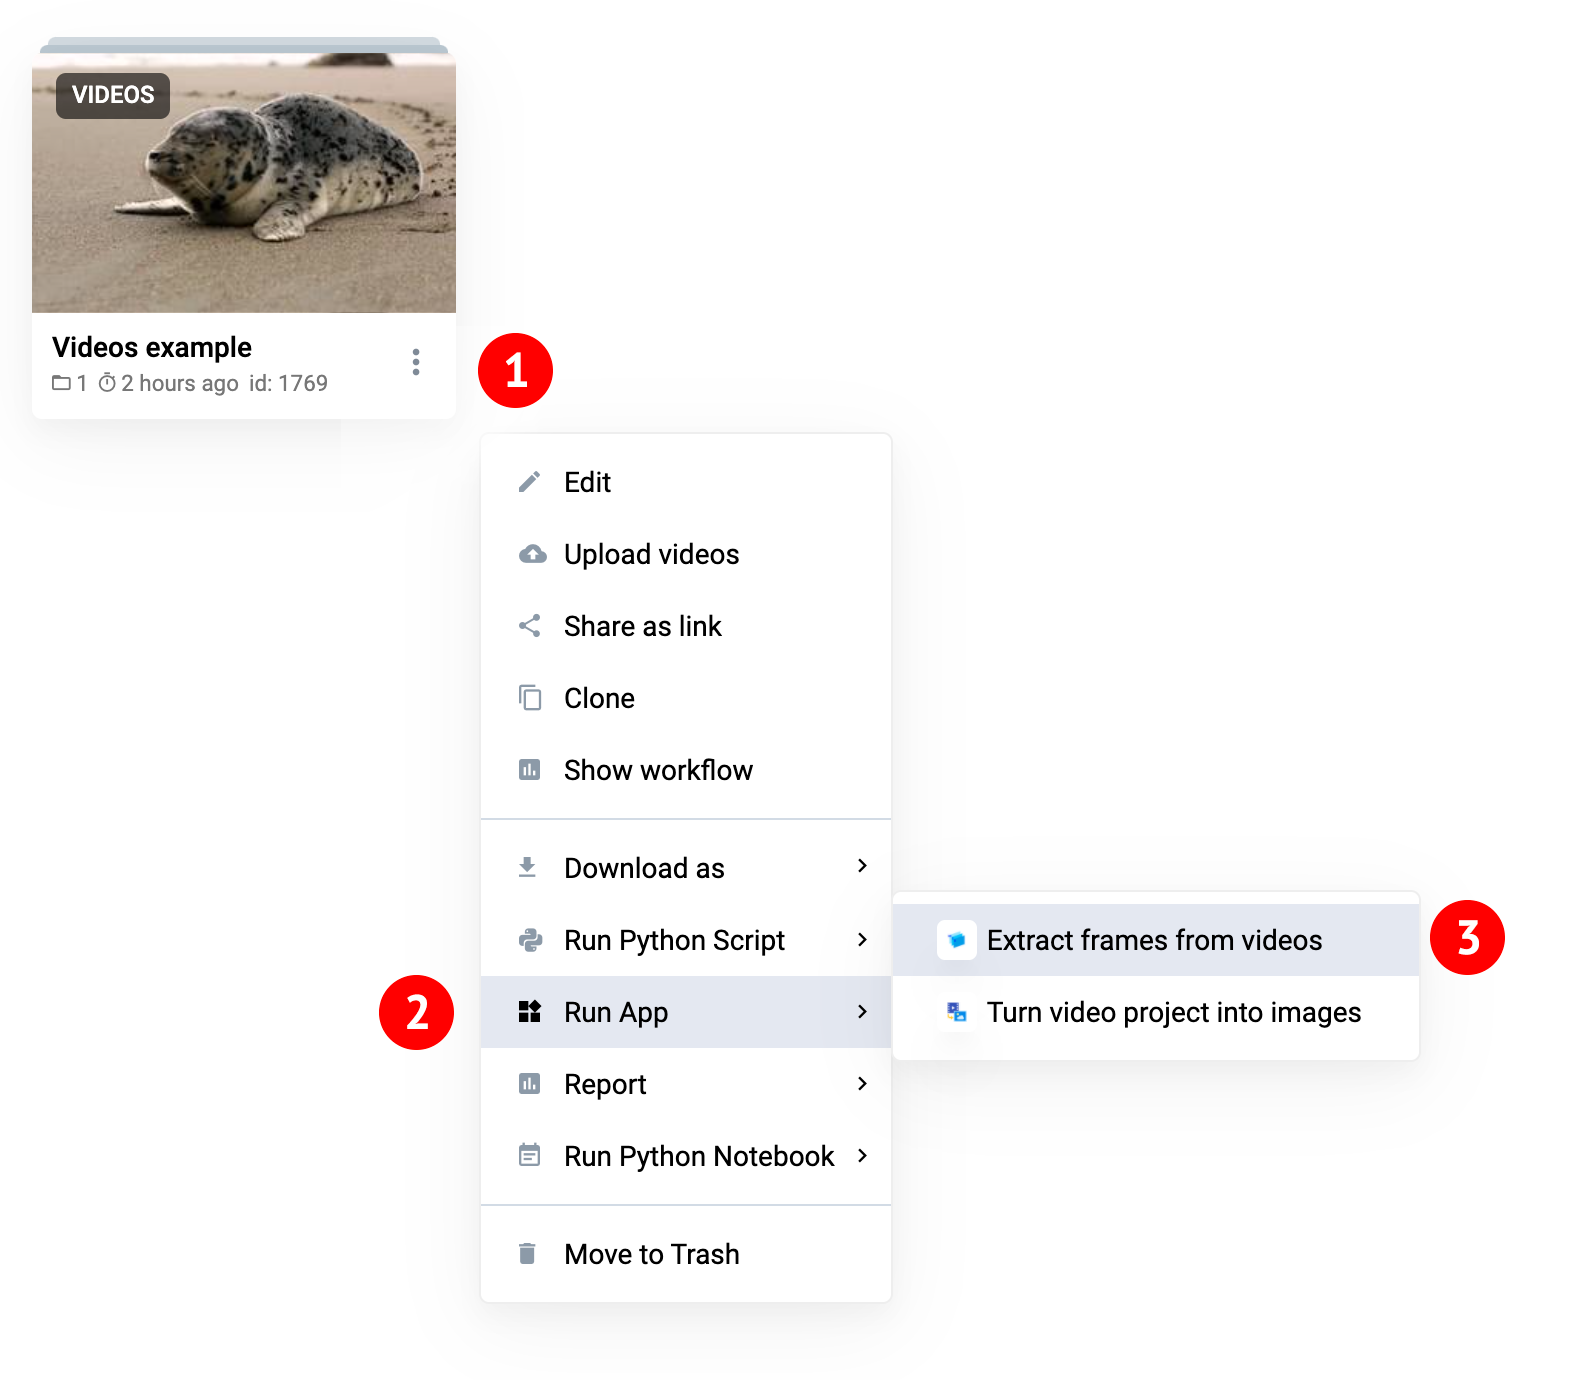 VIDEOS
Videos example
1 2 hours ago id: 1769
1
Edit
Upload videos
Share as link
Clone
Show workflow
Download as
Run Python Script
Extract frames from videos
3
2
Run App
Turn video project into images
Report
Run Python Notebook
Move to Trash